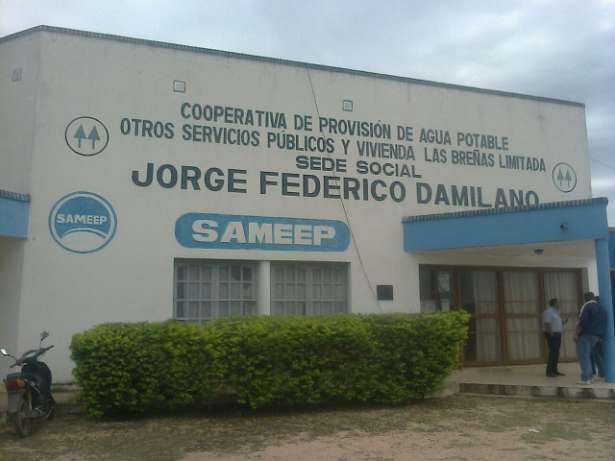 COOPERATIVA DE PROVISIÓN DE AGUA POTABLE
OTROS SERVICIOS PÚBLICOS Y VIVIENDA LAS BREÑAS LIMITADA
SEDE SOCIAL
JORGE FEDERICO DAMILANO
SAMEEP
SAMEEP